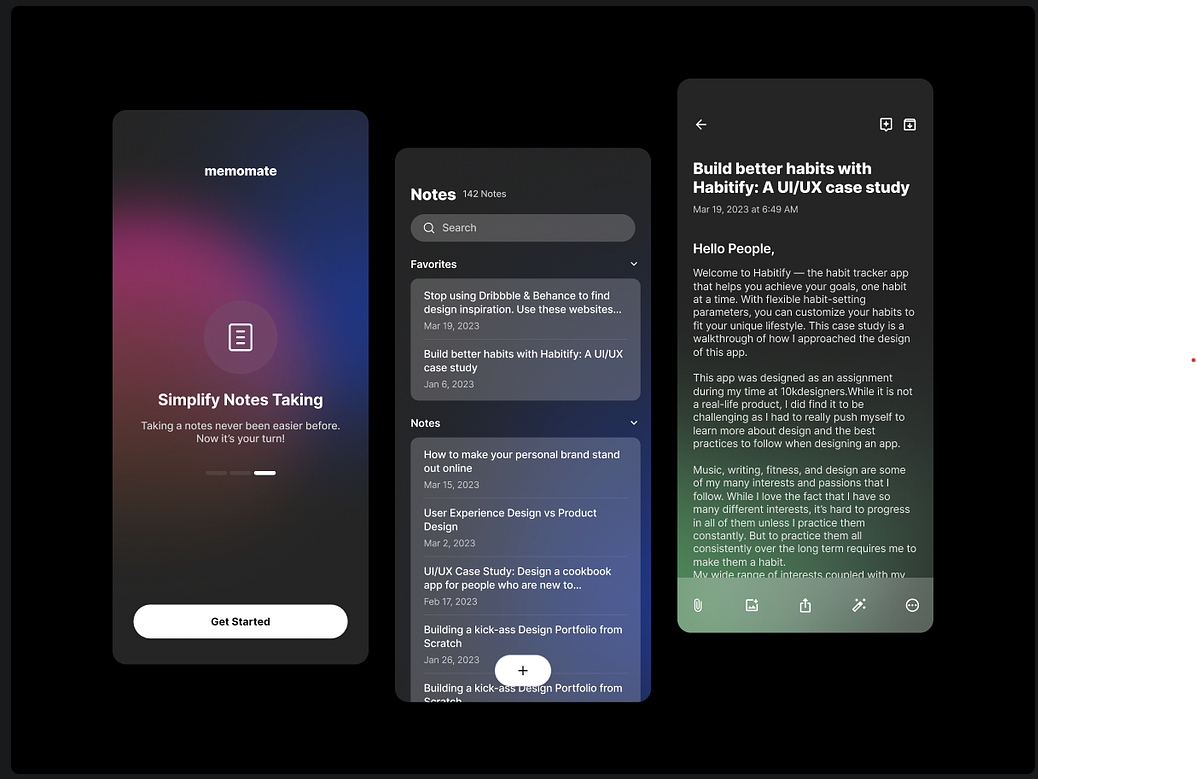 memomate
Simplify Notes Taking
Taking a notes never been easier before.
Now it's your turn!
Get Started
Notes 142 Notes
Search
Favorites
Stop using Dribbble & Behance to find
design inspiration. Use these websites...
Mar 19, 2023
Build better habits with Habitify: A UI/UX
case study
Jan 6, 2023
Notes
How to make your personal brand stand
out online
Mar 15, 2023
User Experience Design vs Product
Design
Mar 2, 2023
UI/UX Case Study: Design a cookbook
app for people who are new to...
Feb 17, 2023
Building a kick-ass Design Portfolio from
Scratch
Jan 26, 2023
+
Building a kick-ass Design Portfolio from
Scratch
Build better habits with
Habitify: A UI/UX case study
Mar 19, 2023 at 6:49 AM
Hello People,
Welcome to Habitify — the habit tracker app
that helps you achieve your goals, one habit
at a time. With flexible habit-setting
parameters, you can customize your habits to
fit your unique lifestyle. This case study is a
walkthrough of how I approached the design
of this app.
This app was designed as an assignment
during my time at 10kdesigners.While it is not
a real-life product, I did find it to be
challenging as I had to really push myself to
learn more about design and the best
practices to follow when designing an app.
Music, writing, fitness, and design are some
of my many interests and passions that I
follow. While I love the fact that I have so
many different interests, it's hard to progress
in all of them unless I practice them
constantly. But to practice them all
consistently over the long term requires me to
make them a habit.
My wide range of interests coupled with my